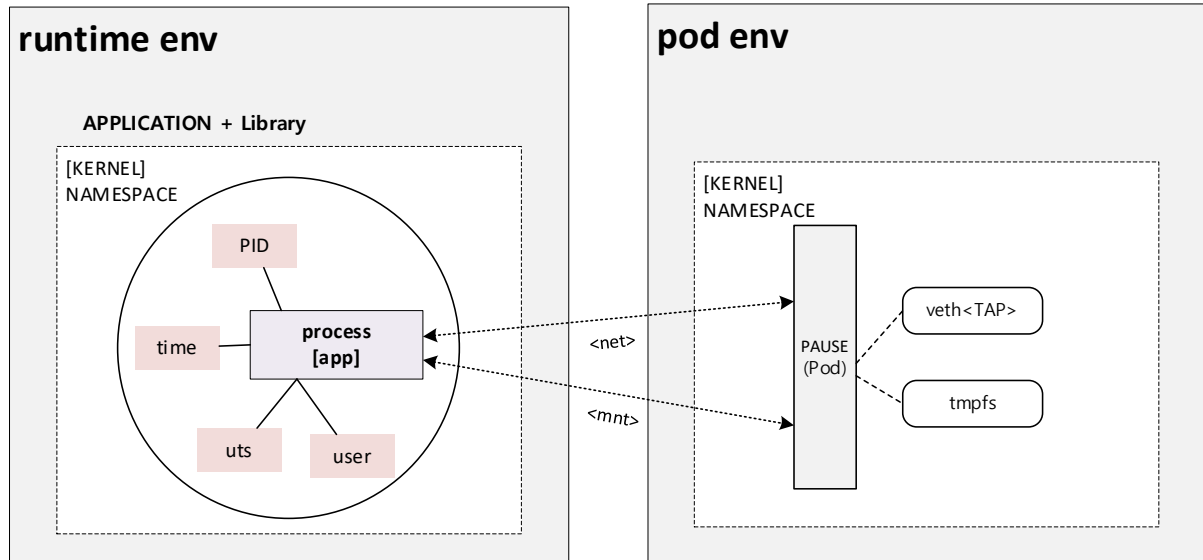 runtime env
APPLICATION + Library
[KERNEL]
NAMESPACE
PID
time
process
[app]
uts
user
<net>
<mnt>
pod env
[KERNEL]
NAMESPACE
PAUSE
(Pod)
veth<TAP>
tmpfs